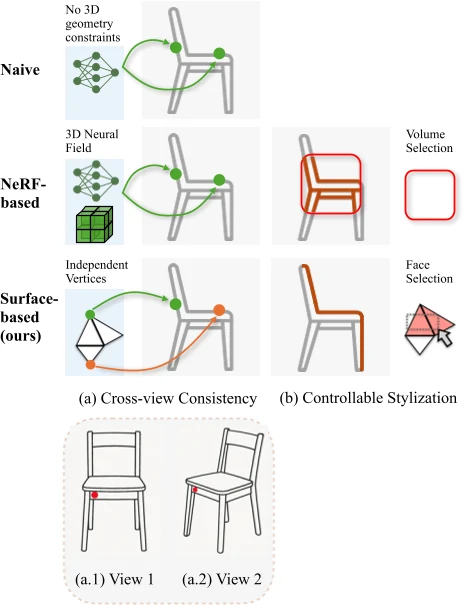 No 3D
geometry
constraints
Naive
3D Neural
Field
Volume
Selection
NeRF-
based
Independent
Vertices
Face
Selection
Surface-
based
(ours)
(a) Cross-view Consistency
(b) Controllable Stylization
(a.1) View 1
(a.2) View 2